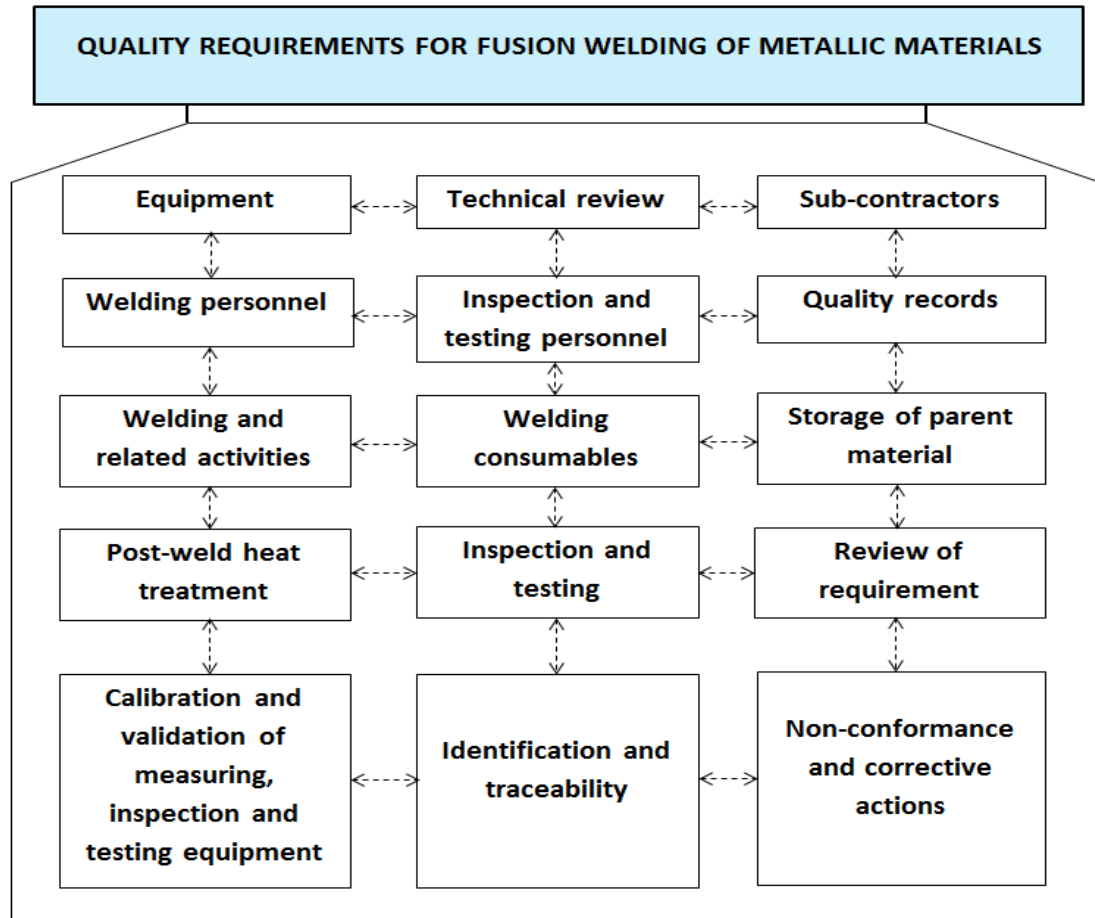 QUALITY REQUIREMENTS FOR FUSION WELDING OF METALLIC MATERIALS
Equipment
Technical review
Sub-contractors
Welding personnel
Inspection and
testing personnel
Quality records
Welding and
related activities
Welding
consumables
Storage of parent
material
Post-weld heat
treatment
Inspection and
testing
Review of
requirement
Calibration and
validation of
measuring,
inspection and
testing equipment
Identification and
traceability
Non-conformance
and corrective
actions